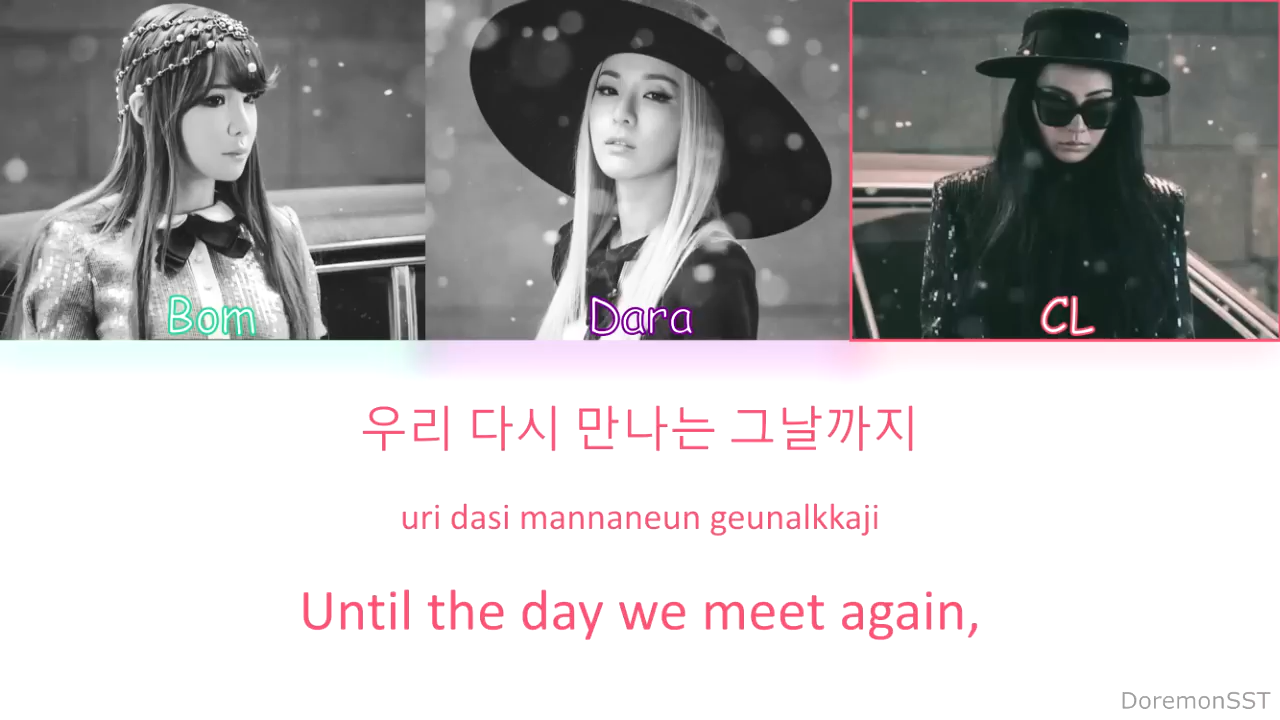 Bom
Dara
CL
우리 다시 만나는 그날까지
uri dasi mannaneun geunalkkaji
Until the day we meet again,
DoremonSST